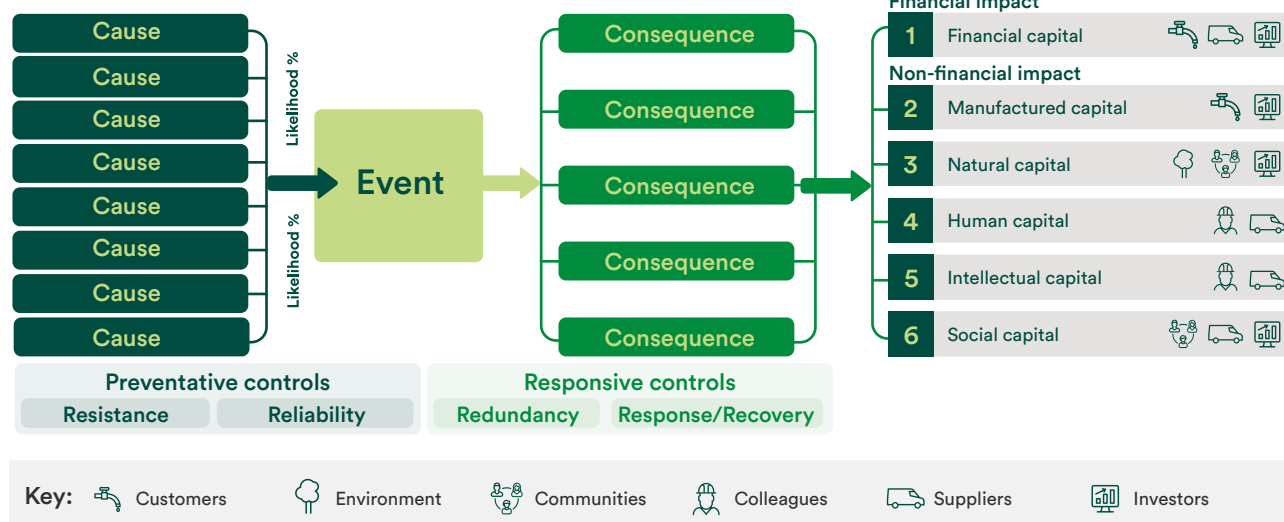 Financial impact
Cause
Cause
Cause
Cause
Cause
Cause
Cause
Cause
Likelihood %
Likelihood %
Event
Consequence
Consequence
Consequence
Consequence
Consequence
1 Financial capital
Non-financial impact
2 Manufactured capital
3 Natural capital
4 Human capital
5 Intellectual capital
6 Social capital
Preventative controls
Resistance Reliability
Responsive controls
Redundancy Response/Recovery
Key: Customers Environment Communities Colleagues Suppliers Investors